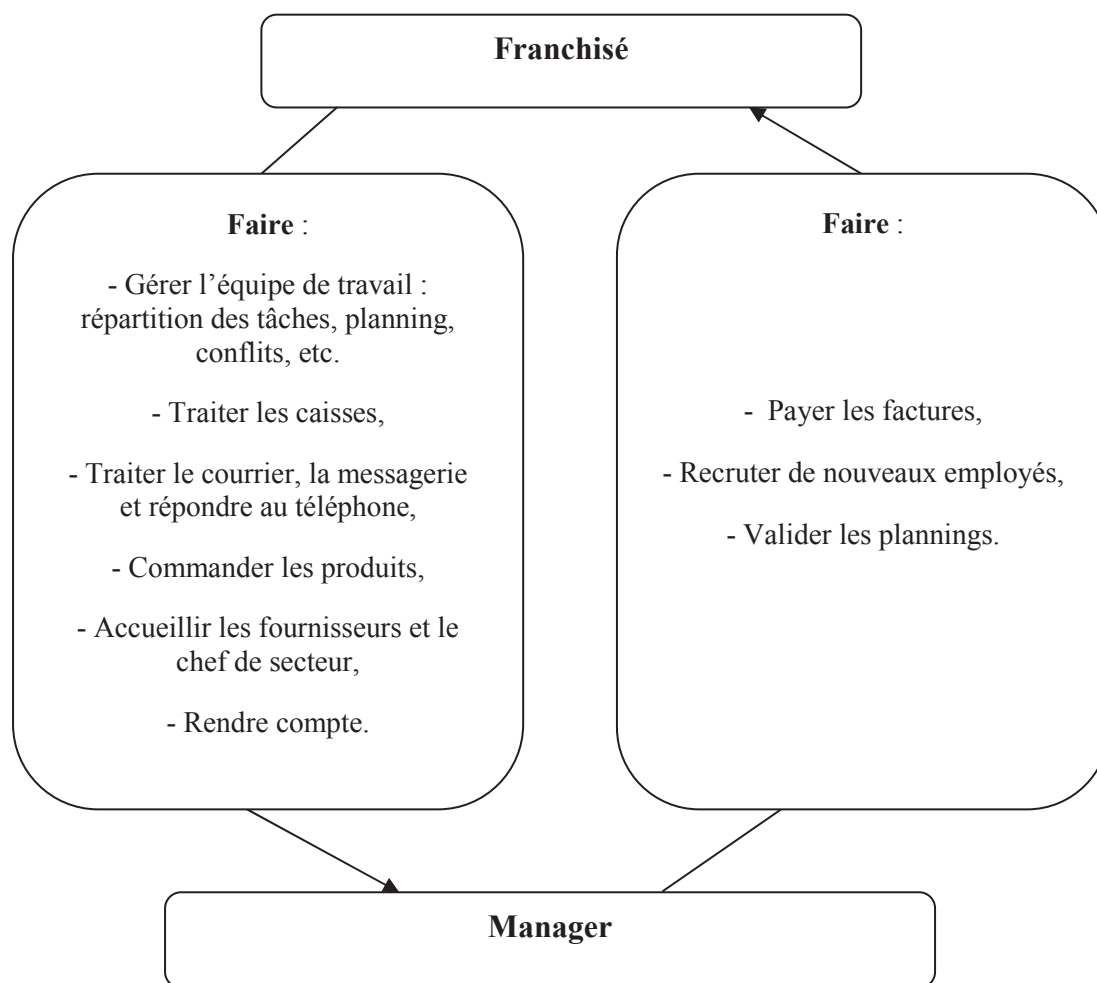 Franchisé
Faire :
- Gérer l’équipe de travail :
répartition des tâches, planning,
conflits, etc.
- Traiter les caisses,
- Traiter le courrier, la messagerie
et répondre au téléphone,
- Commander les produits,
- Accueillir les fournisseurs et le
chef de secteur,
- Rendre compte.
Faire :
- Payer les factures,
- Recruter de nouveaux employés,
- Valider les plannings.
Manager